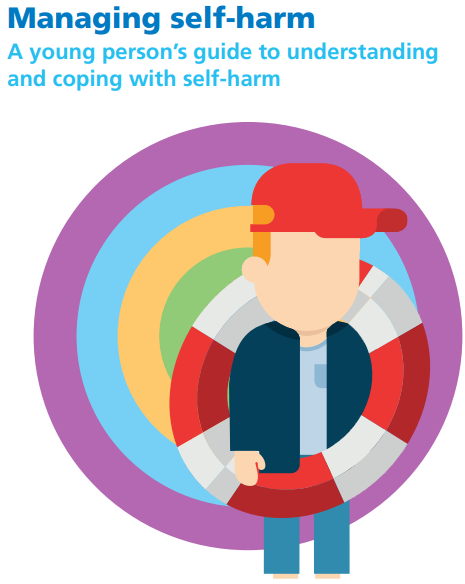 Managing self-harm
A young person’s guide to understanding
and coping with self-harm